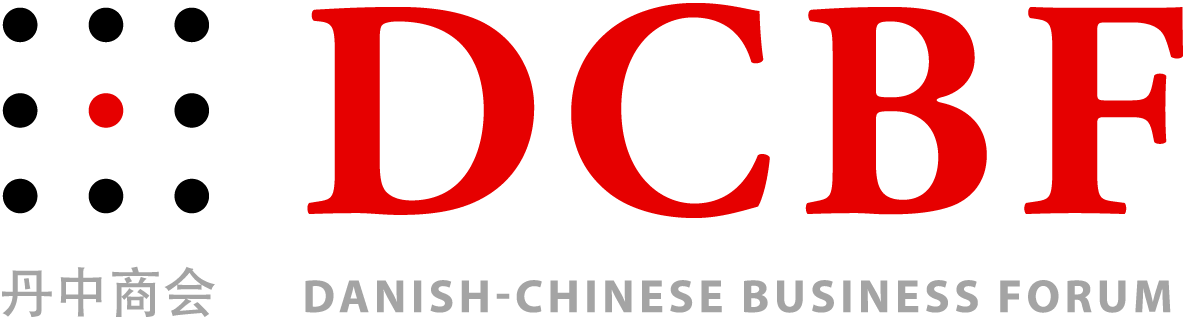 DCBF
丹中商会 DANISH-CHINESE BUSINESS FORUM